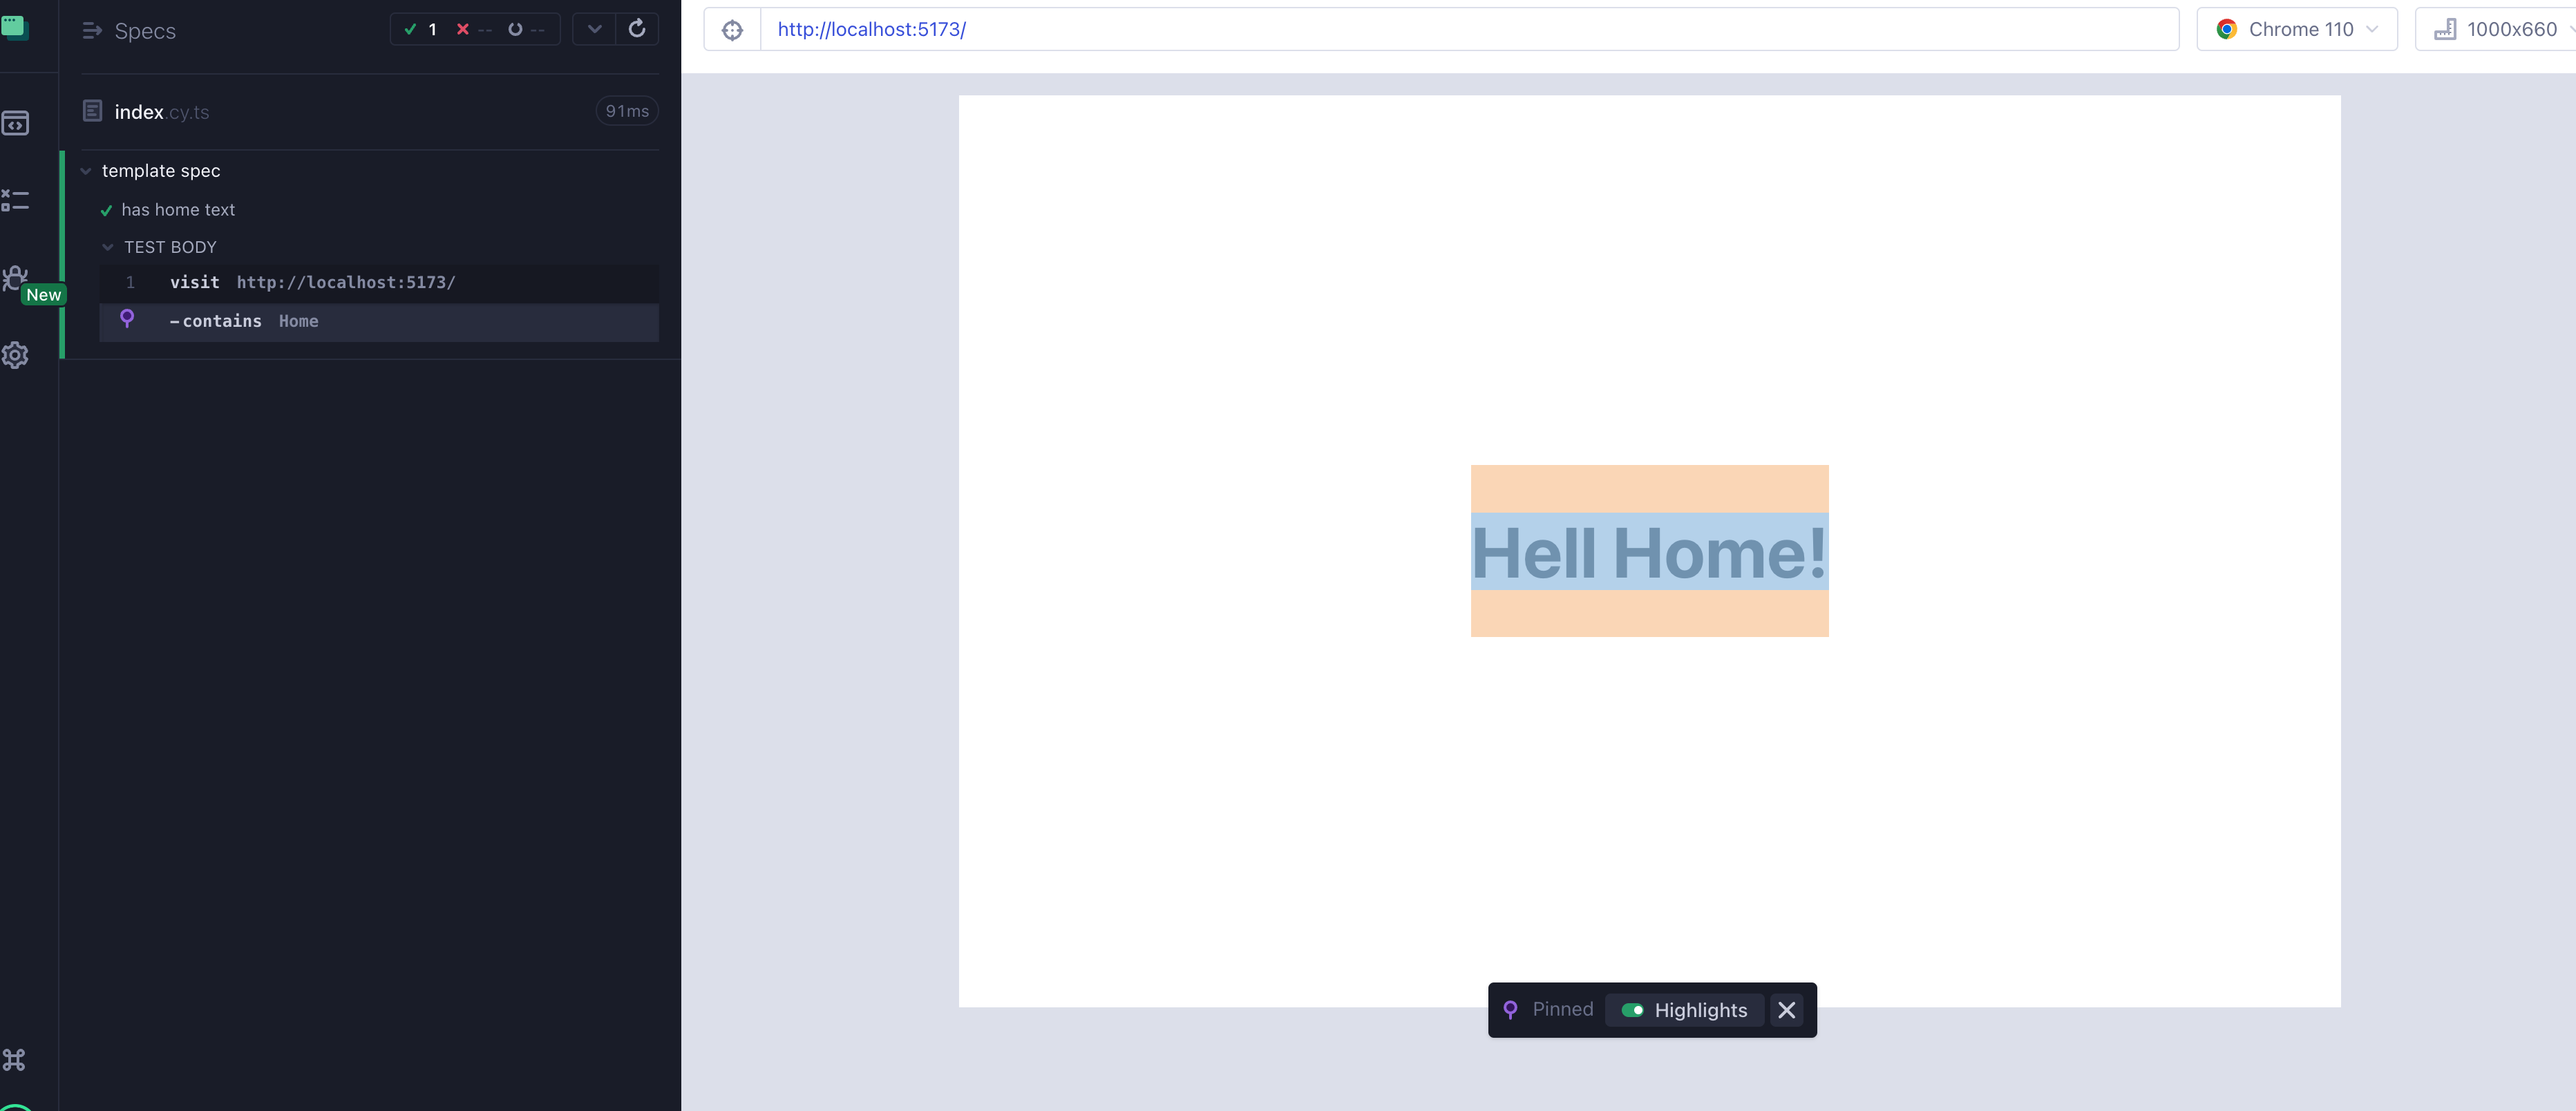 Specs
1 -- --
http://localhost:5173/
Chrome 110
1000x660
index.cy.ts
91ms
template spec
has home text
TEST BODY
1 visit http://localhost:5173/
-contains Home
New
Hell Home!
Pinned
Highlights